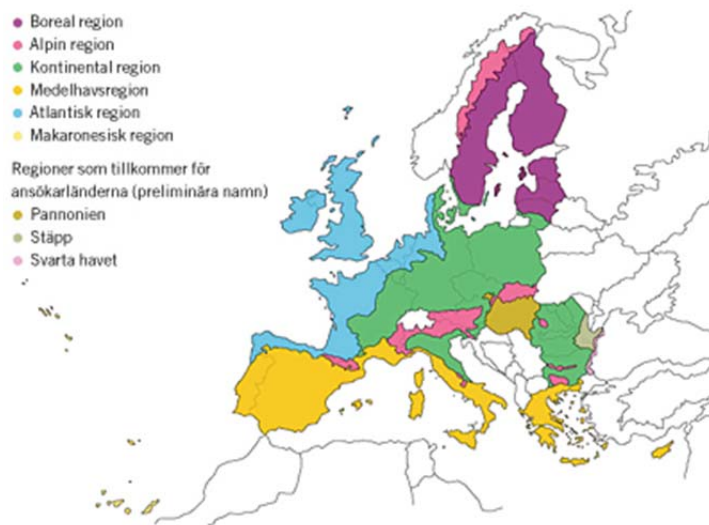 Boreal region
Alpin region
Kontinental region
Medelhavsregion
Atlantisk region
Makaronesisk region
Regioner som tillkommer för
ansökarländerna (preliminära namn)
Pannonien
Stäpp
Svarta havet